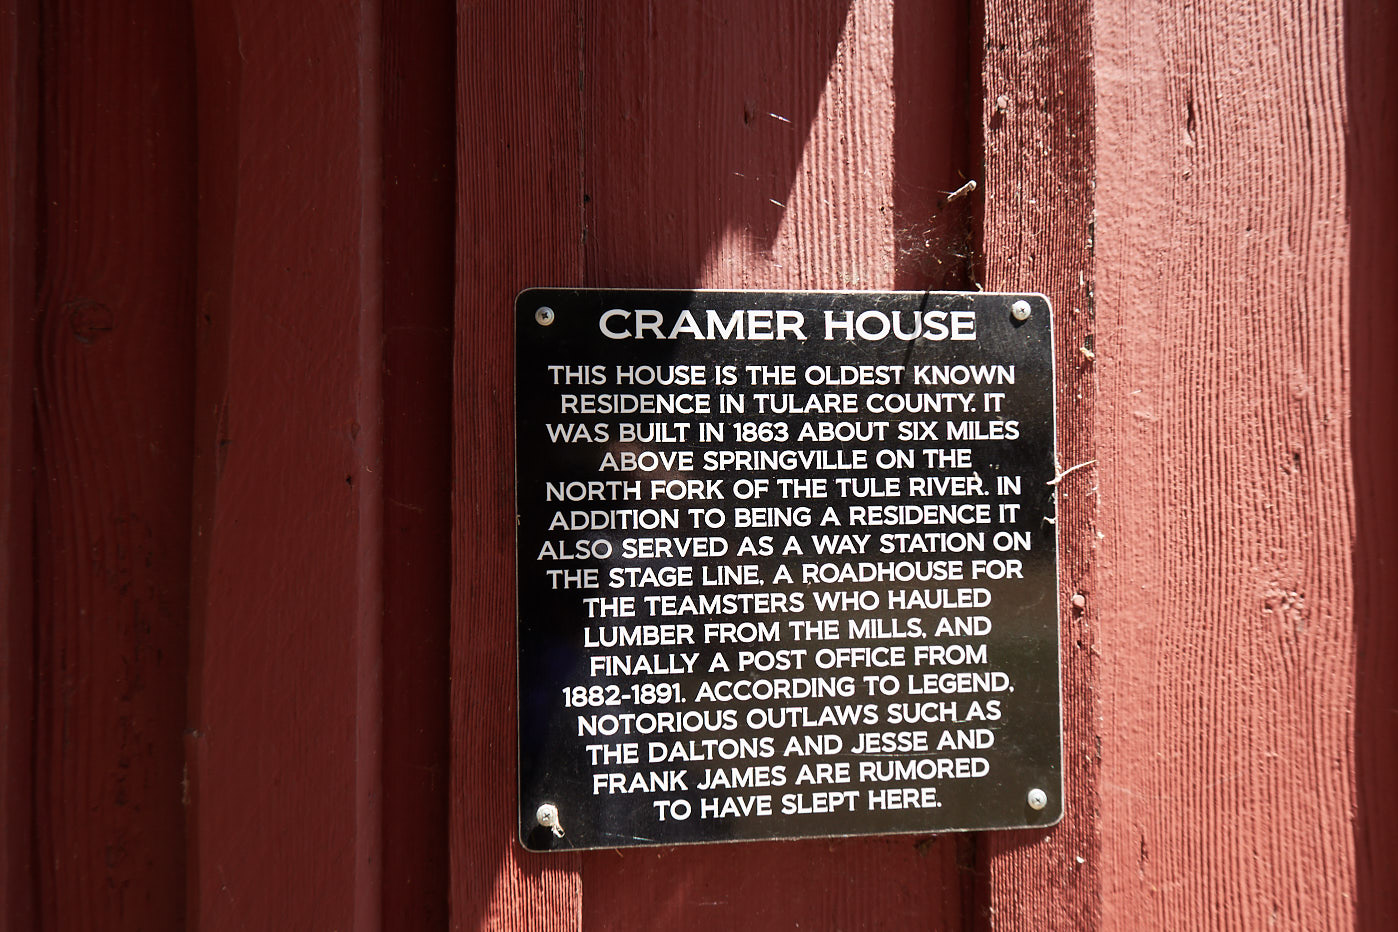 CRAMER HOUSE
THIS HOUSE IS THE OLDEST KNOWN
RESIDENCE IN TULARE COUNTY. IT
WAS BUILT IN 1863 ABOUT SIX MILES
ABOVE SPRINGVILLE ON THE
NORTH FORK OF THE TULE RIVER. IN
ADDITION TO BEING A RESIDENCE IT
ALSO SERVED AS A WAY STATION ON
THE STAGE LINE, A ROADHOUSE FOR
THE TEAMSTERS WHO HAULED
LUMBER FROM THE MILLS, AND
FINALLY A POST OFFICE FROM
1882-1891. ACCORDING TO LEGEND,
NOTORIOUS OUTLAWS SUCH AS
THE DALTONS AND JESSE AND
FRANK JAMES ARE RUMORED
TO HAVE SLEPT HERE.